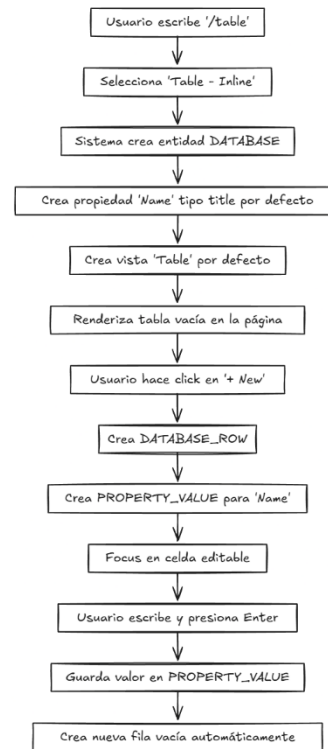 Usuario escribe '/table'
Selecciona 'Table - Inline'
Sistema crea entidad DATABASE
Crea propiedad 'Name' tipo title por defecto
Crea vista 'Table' por defecto
Renderiza tabla vacía en la página
Usuario hace click en '+ New'
Crea DATABASE_ROW
Crea PROPERTY_VALUE para 'Name'
Focus en celda editable
Usuario escribe y presiona Enter
Guarda valor en PROPERTY_VALUE
Crea nueva fila vacía automáticamente